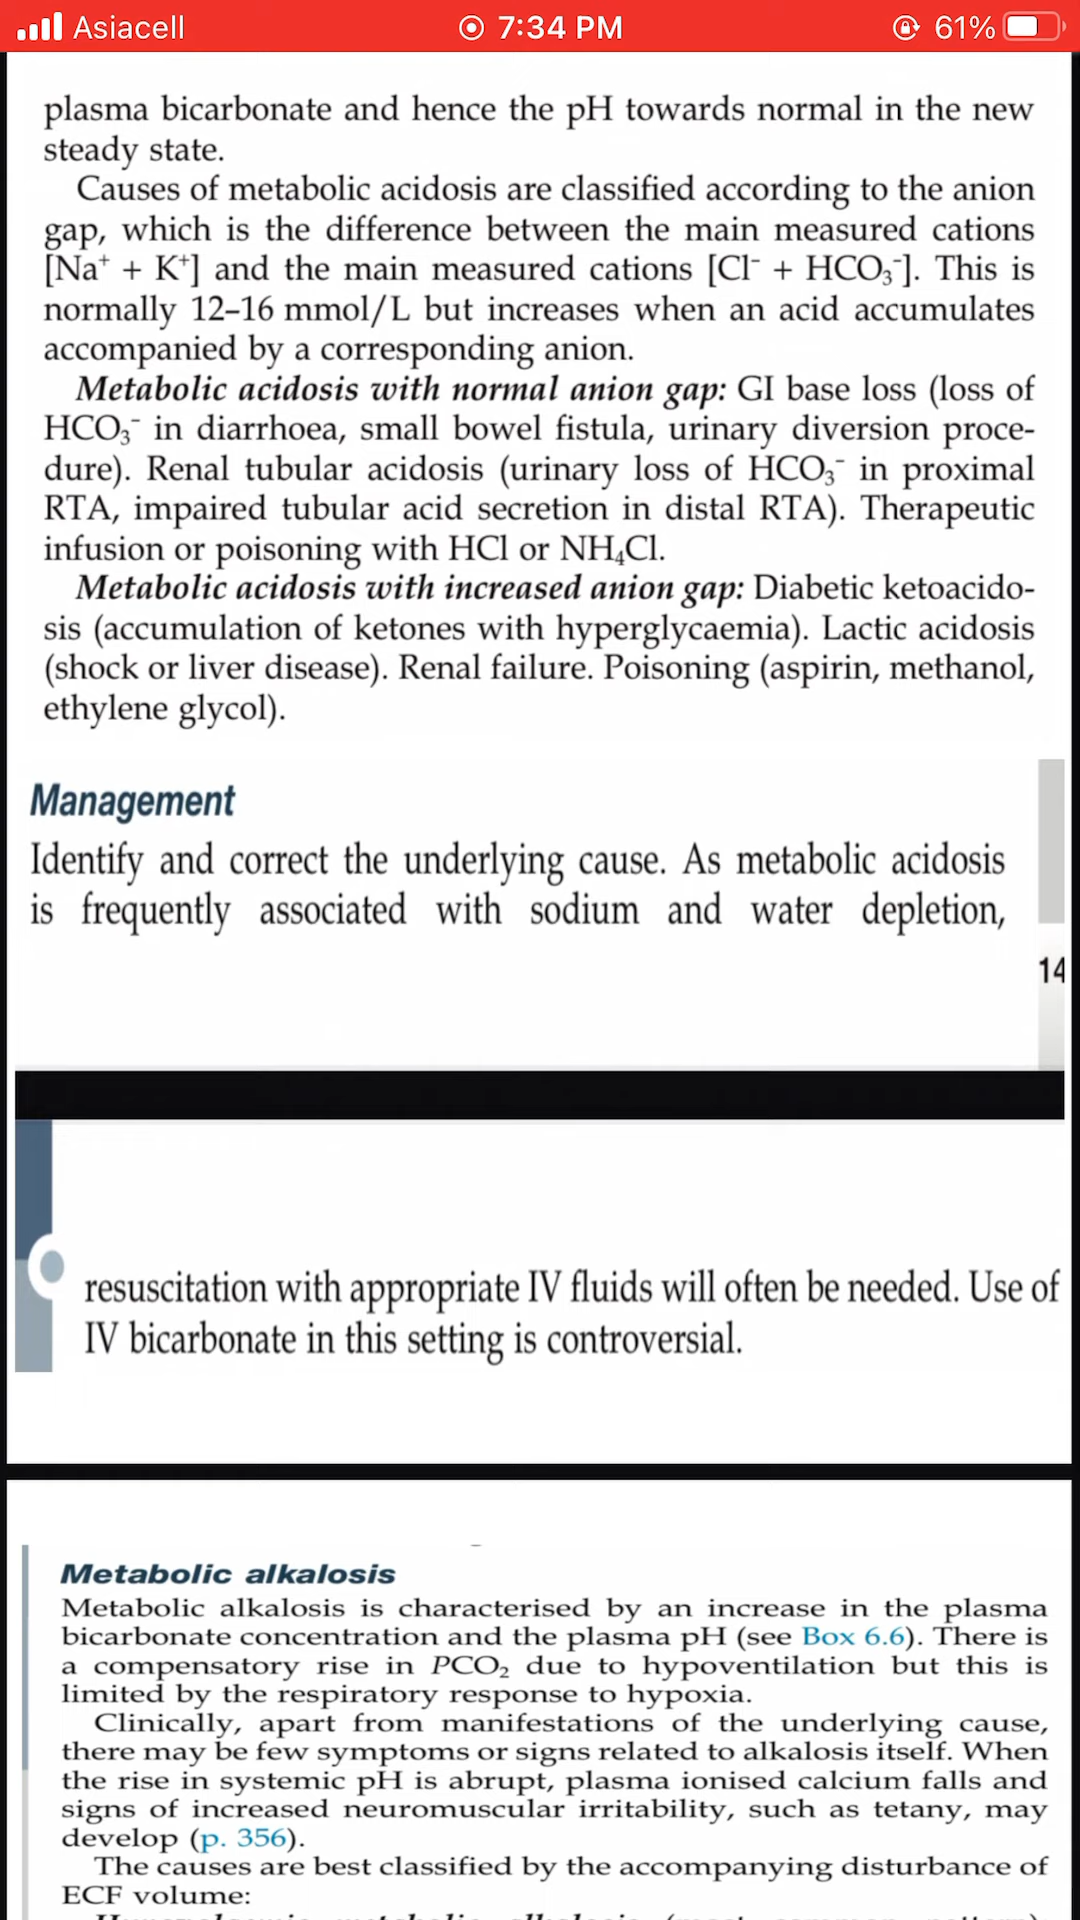 Asiacell 7:34 PM 61%
plasma bicarbonate and hence the pH towards normal in the new
steady state.
Causes of metabolic acidosis are classified according to the anion
gap, which is the difference between the main measured cations
[Na⁺ + K⁺] and the main measured cations [Cl⁻ + HCO₃⁻]. This is
normally 12–16 mmol/L but increases when an acid accumulates
accompanied by a corresponding anion.
Metabolic acidosis with normal anion gap: GI base loss (loss of
HCO₃⁻ in diarrhoea, small bowel fistula, urinary diversion proce-
dure). Renal tubular acidosis (urinary loss of HCO₃⁻ in proximal
RTA, impaired tubular acid secretion in distal RTA). Therapeutic
infusion or poisoning with HCl or NH₄Cl.
Metabolic acidosis with increased anion gap: Diabetic ketoacido-
sis (accumulation of ketones with hyperglycaemia). Lactic acidosis
(shock or liver disease). Renal failure. Poisoning (aspirin, methanol,
ethylene glycol).
Management
Identify and correct the underlying cause. As metabolic acidosis
is frequently associated with sodium and water depletion,
14
resuscitation with appropriate IV fluids will often be needed. Use of
IV bicarbonate in this setting is controversial.
Metabolic alkalosis
Metabolic alkalosis is characterised by an increase in the plasma
bicarbonate concentration and the plasma pH (see Box 6.6). There is
a compensatory rise in PCO₂ due to hypoventilation but this is
limited by the respiratory response to hypoxia.
Clinically, apart from manifestations of the underlying cause,
there may be few symptoms or signs related to alkalosis itself. When
the rise in systemic pH is abrupt, plasma ionised calcium falls and
signs of increased neuromuscular irritability, such as tetany, may
develop (p. 356).
The causes are best classified by the accompanying disturbance of
ECF volume: